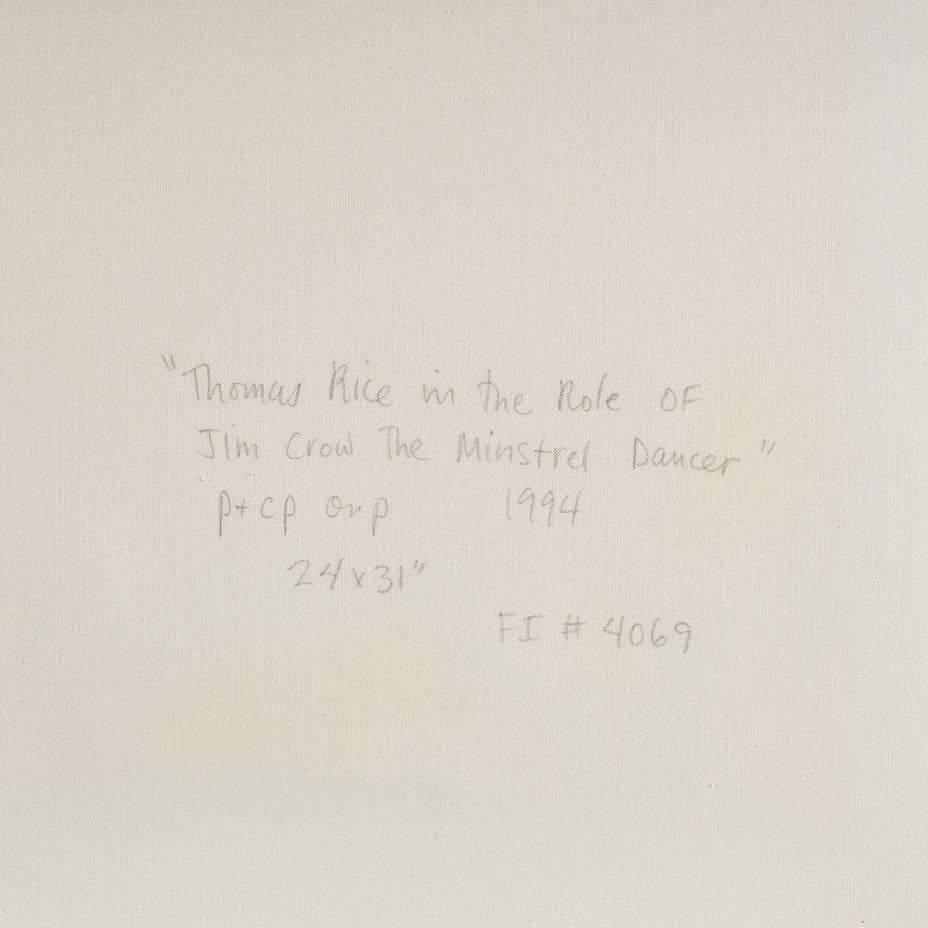 "Thomas Rice in the Role OF
Jim Crow The Minstrel Dancer"
p+cp on p 1994
24x31"
FI # 4069